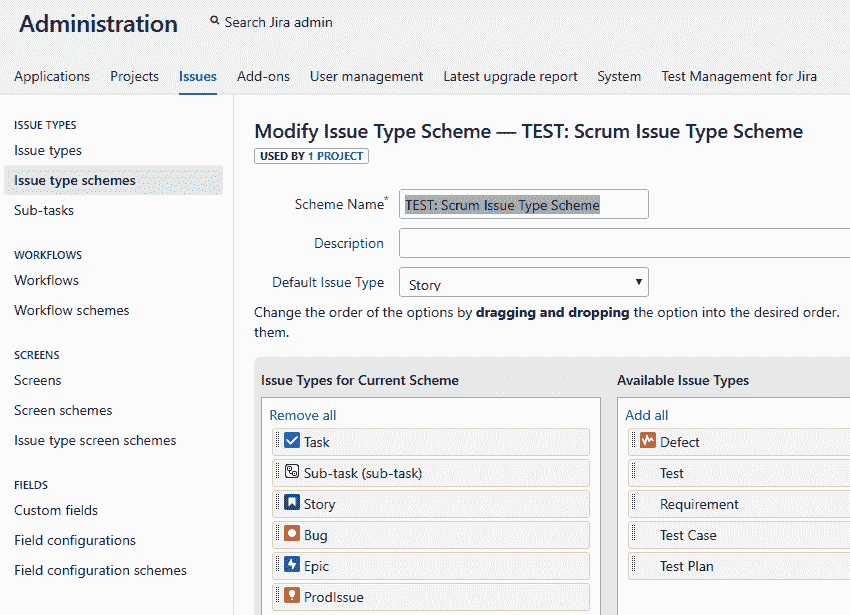 Administration
Search Jira admin
Applications Projects Issues Add-ons User management Latest upgrade report System Test Management for Jira
ISSUE TYPES
Issue types
Issue type schemes
Sub-tasks
WORKFLOWS
Workflows
Workflow schemes
SCREENS
Screens
Screen schemes
Issue type screen schemes
FIELDS
Custom fields
Field configurations
Field configuration schemes
Modify Issue Type Scheme — TEST: Scrum Issue Type Scheme
USED BY 1 PROJECT
Scheme Name* TEST: Scrum Issue Type Scheme
Description
Default Issue Type Story
Change the order of the options by dragging and dropping the option into the desired order.
them.
Issue Types for Current Scheme
Remove all
Task
Sub-task (sub-task)
Story
Bug
Epic
ProdIssue
Available Issue Types
Add all
Defect
Test
Requirement
Test Case
Test Plan